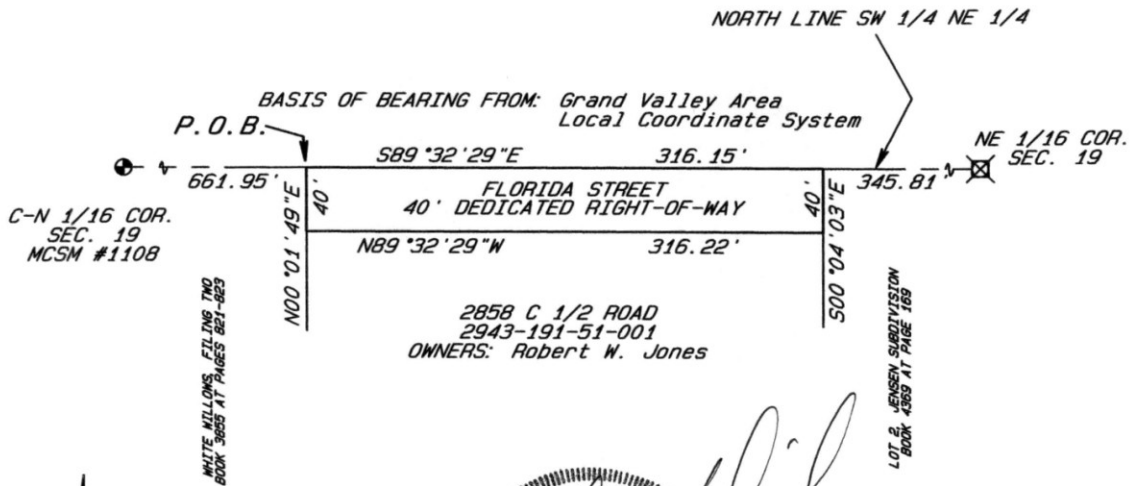 NORTH LINE SW 1/4 NE 1/4
BASIS OF BEARING FROM: Grand Valley Area
Local Coordinate System
P.O.B.
NE 1/16 COR.
SEC. 19
S89°32'29"E 316.15'
661.95'
345.81
C-N 1/16 COR.
SEC. 19
MCSM #1108
N00°01'49"E
40'
FLORIDA STREET
40' DEDICATED RIGHT-OF-WAY
40'
S00°04'03"E
N89°32'29"W 316.22'
2858 C 1/2 ROAD
2943-191-51-001
OWNERS: Robert W. Jones
WHITE WILLOWS, FILING TWO
BOOK 3855 AT PAGES 821-823
LOT 2, JENSEN SUBDIVISION
BOOK 4369 AT PAGE 169